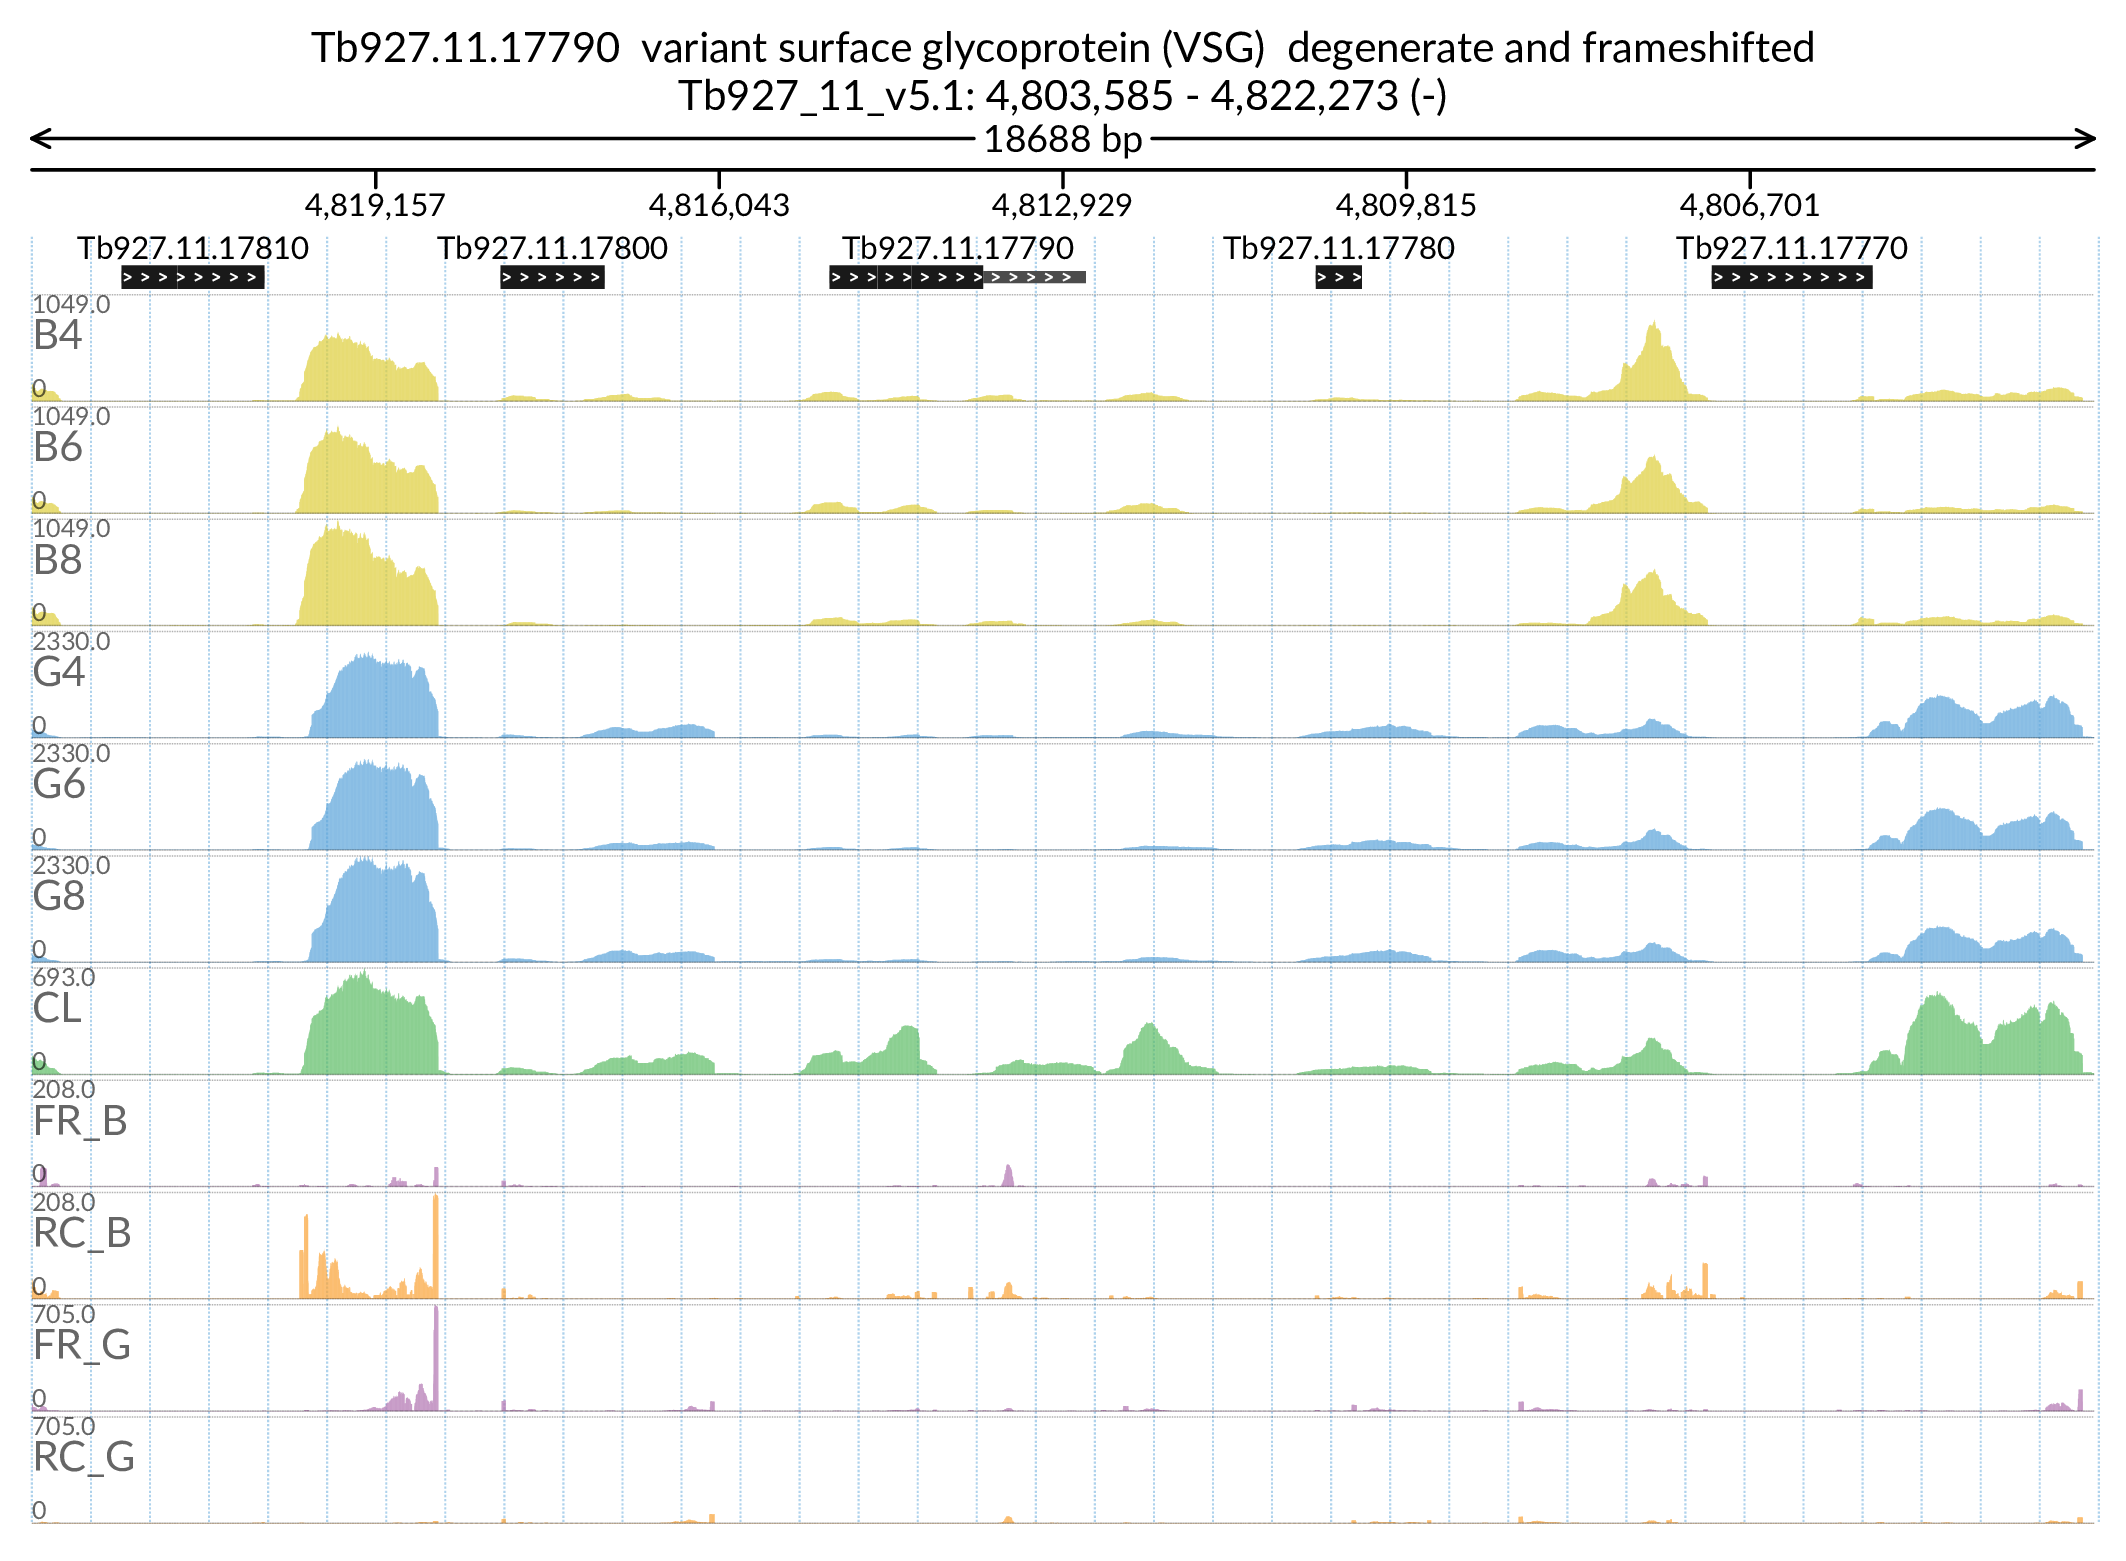 Tb927.11.17790  variant surface glycoprotein (VSG)  degenerate and frameshifted
Tb927_11_v5.1: 4,803,585 - 4,822,273 (-)
18688 bp
4,819,157 4,816,043 4,812,929 4,809,815 4,806,701
Tb927.11.17810 Tb927.11.17800 Tb927.11.17790 Tb927.11.17780 Tb927.11.17770
1049.0
B4
0
1049.0
B6
0
1049.0
B8
0
2330.0
G4
0
2330.0
G6
0
2330.0
G8
0
693.0
CL
0
208.0
FR_B
0
208.0
RC_B
0
705.0
FR_G
0
705.0
RC_G
0